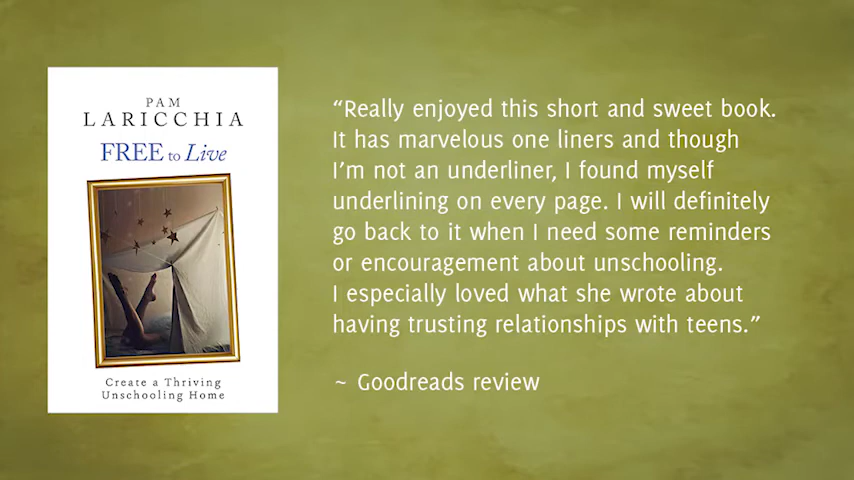 PAM
LARICCHIA
FREE to Live
Create a Thriving
Unschooling Home
“Really enjoyed this short and sweet book.
It has marvelous one liners and though
I’m not an underliner, I found myself
underlining on every page. I will definitely
go back to it when I need some reminders
or encouragement about unschooling.
I especially loved what she wrote about
having trusting relationships with teens.”
~ Goodreads review